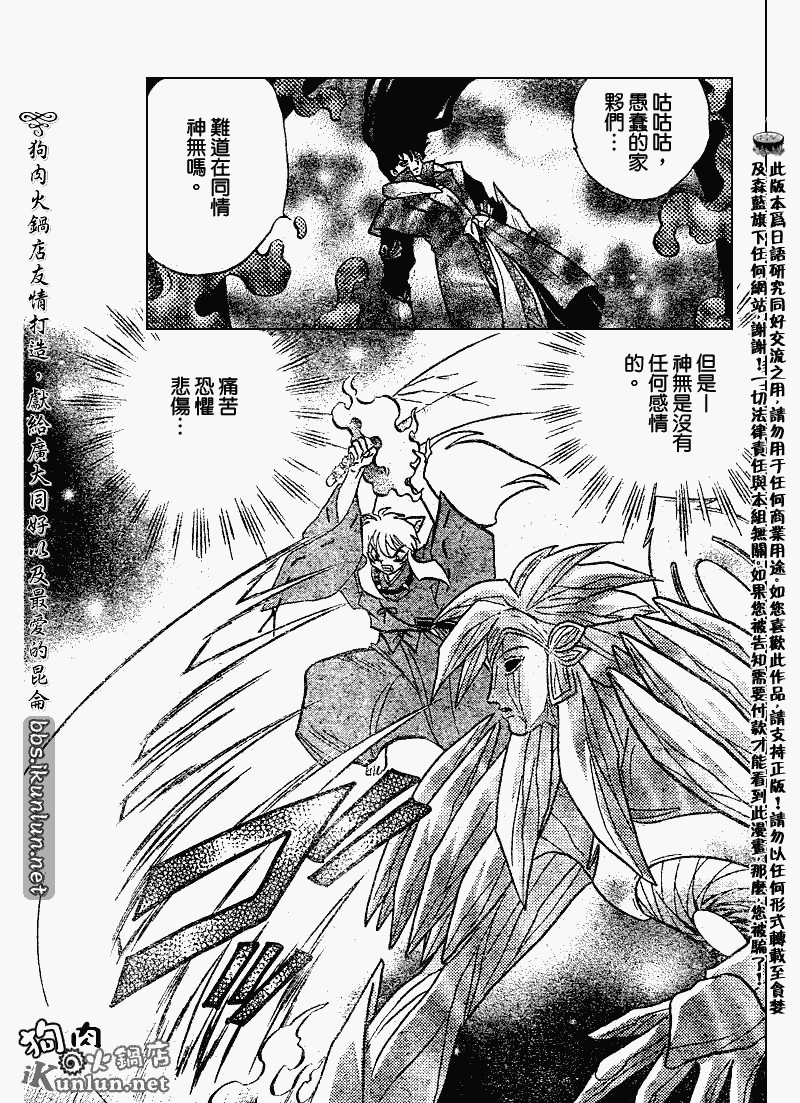 咕咕咕，
愚蠢的家
夥們…
難道在同情
神無嗎。
但是—
神無是沒有
任何感情
的。
痛苦
恐懼
悲傷…
此版本爲日語研究同好交流之用，請勿用于任何商業用途。如您喜歡此作品，請支持正版！請勿以任何形式轉載至貪婪
及森藍旗下任何網站，謝謝！一切法律責任與本組無關。如果您被告知需要付款才能看到此漫畫，那麼，您被騙了！
狗肉火鍋店友情打造，獻給廣大同好以及最愛的昆侖
bbs.ikunlun.net
狗肉
火鍋店
iKunlun.net